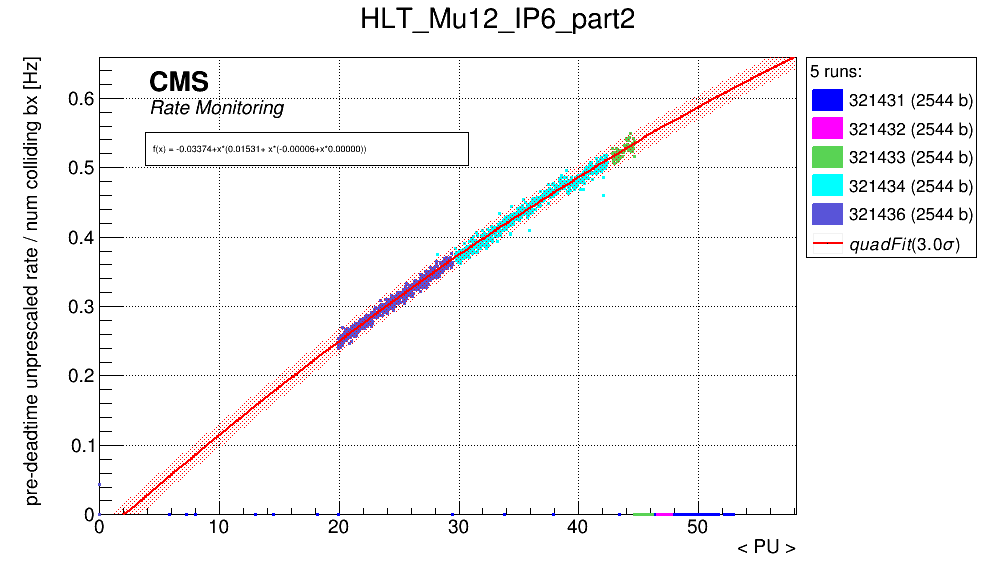 HLT_Mu12_IP6_part2
pre-deadtime unprescaled rate / num colliding bx [Hz]
CMS
Rate Monitoring
f(x) = -0.03374+x*(0.01531+ x*(-0.00006+x*0.00000))
0.6
0.5
0.4
0.3
0.2
0.1
0
0 10 20 30 40 50
< PU >
5 runs:
321431 (2544 b)
321432 (2544 b)
321433 (2544 b)
321434 (2544 b)
321436 (2544 b)
quadFit(3.0σ)